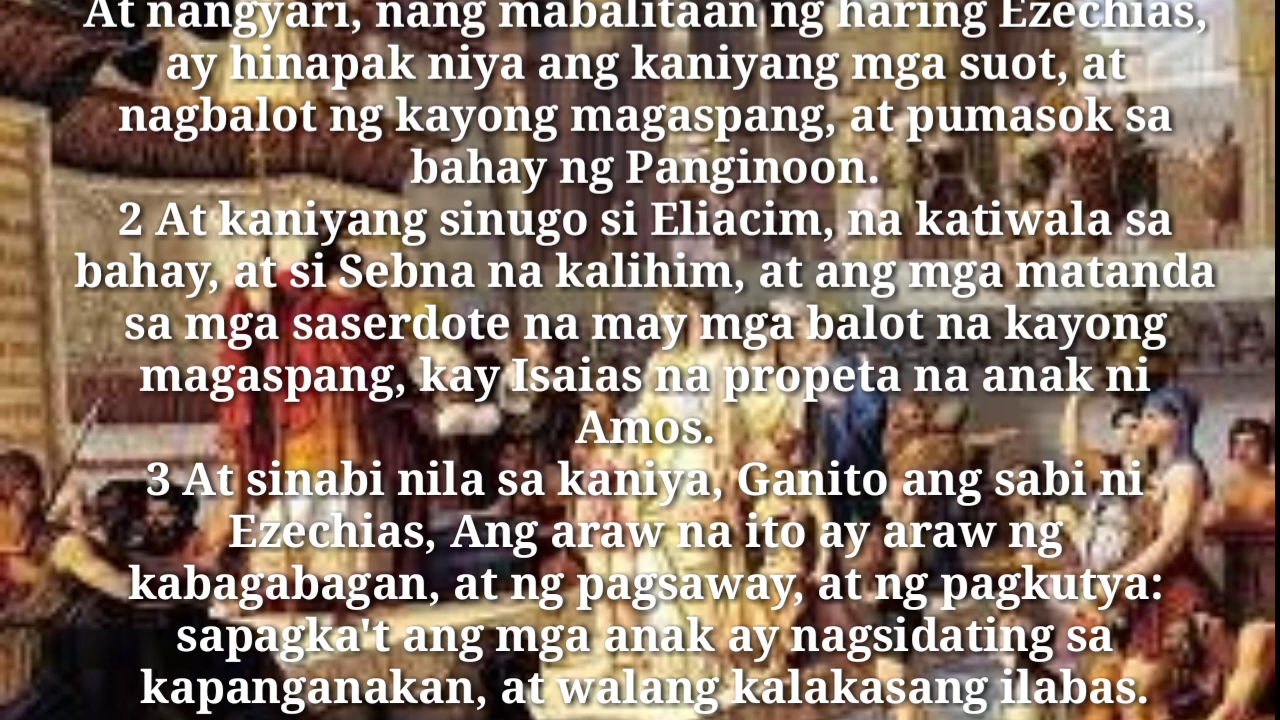 At nangyari, nang mabalitaan ng haring Ezechias,
ay hinapak niya ang kaniyang mga suot, at
nagbalot ng kayong magaspang, at pumasok sa
bahay ng Panginoon.
2 At kaniyang sinugo si Eliacim, na katiwala sa
bahay, at si Sebna na kalihim, at ang mga matanda
sa mga saserdote na may mga balot na kayong
magaspang, kay Isaias na propeta na anak ni
Amos.
3 At sinabi nila sa kaniya, Ganito ang sabi ni
Ezechias, Ang araw na ito ay araw ng
kabagabagan, at ng pagsaway, at ng pagkutya:
sapagka't ang mga anak ay nagsidating sa
kapanganakan, at walang kalakasang ilabas.